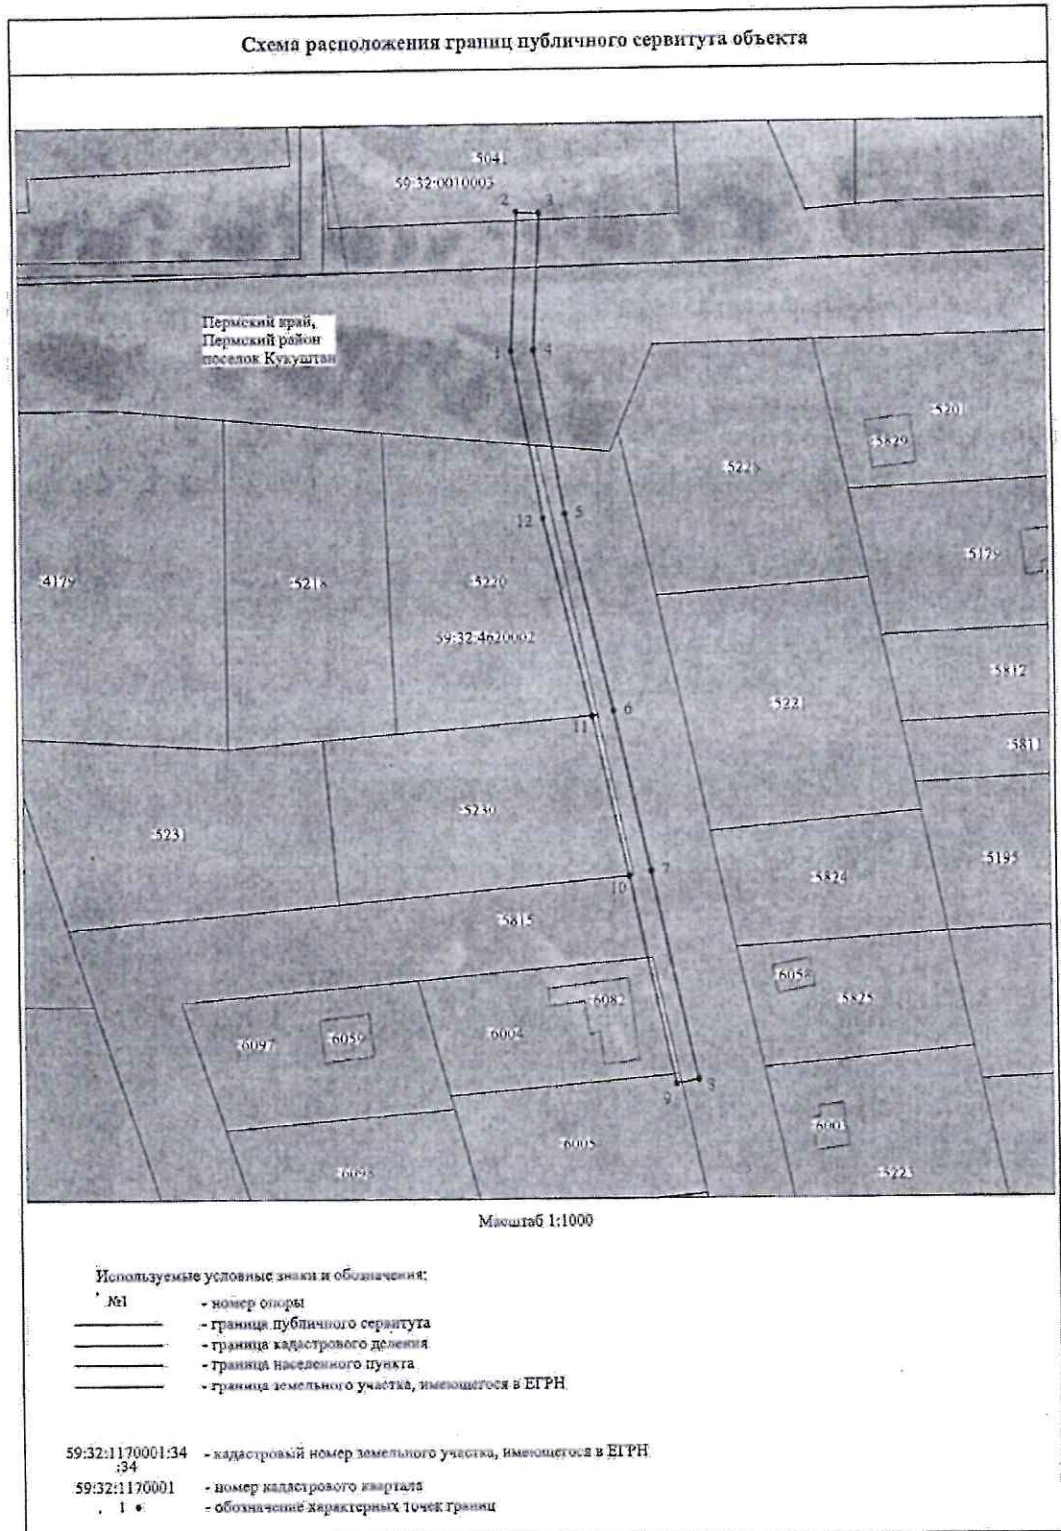 Схема расположения границ публичного сервитута объекта
:5041
59:32:0010003
2
3
Пермский край,
Пермский район
поселок Кукуштан
1
4
:5829
:5228
12
5
:5179
:4179
:5218
:5220
59:32:4620002
:5812
6
11
:5230
7
:5195
:5824
10
:5815
:6082
:5825
:6097
:6059
:6004
9
:6005
:5223
Масштаб 1:1000
Используемые условные знаки и обозначения:
№1 - номер опоры
- граница публичного сервитута
- граница кадастрового деления
- граница населенного пункта
- граница земельного участка, имеющегося в ЕГРН
59:32:1170001:34 - кадастровый номер земельного участка, имеющегося в ЕГРН
:34
59:32:1170001 - номер кадастрового квартала
1 - обозначение характерных точек границ